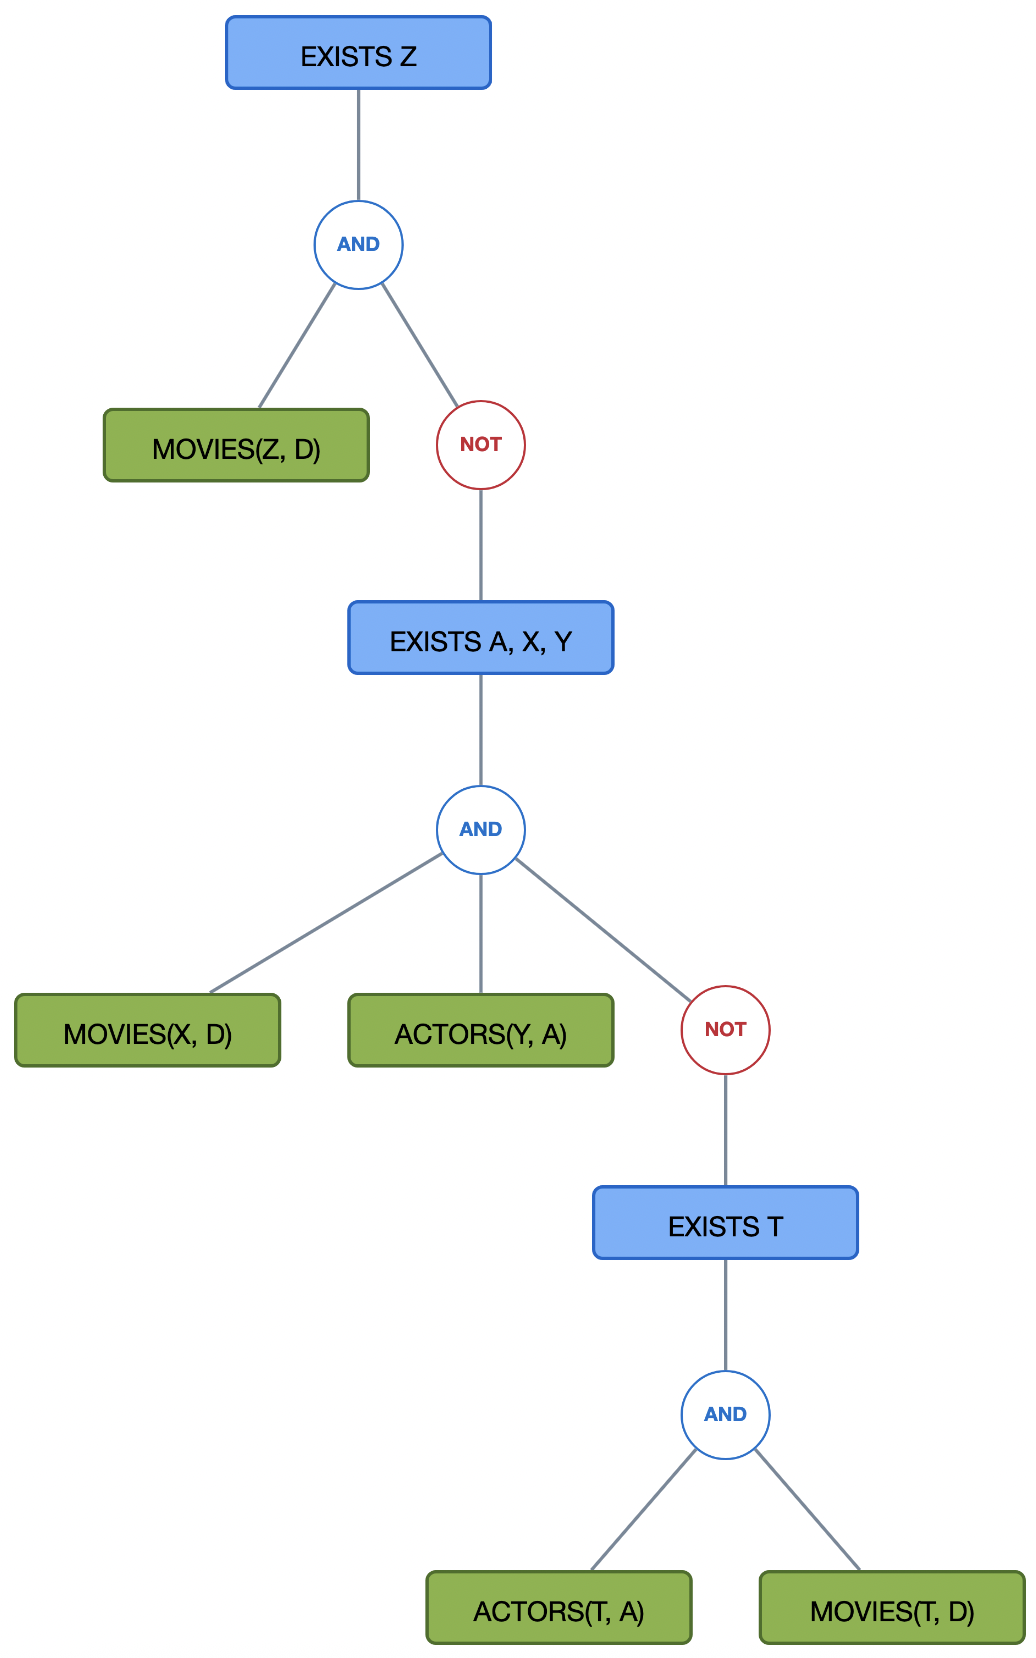 EXISTS Z
AND
MOVIES(Z, D)
NOT
EXISTS A, X, Y
AND
MOVIES(X, D)
ACTORS(Y, A)
NOT
EXISTS T
AND
ACTORS(T, A)
MOVIES(T, D)